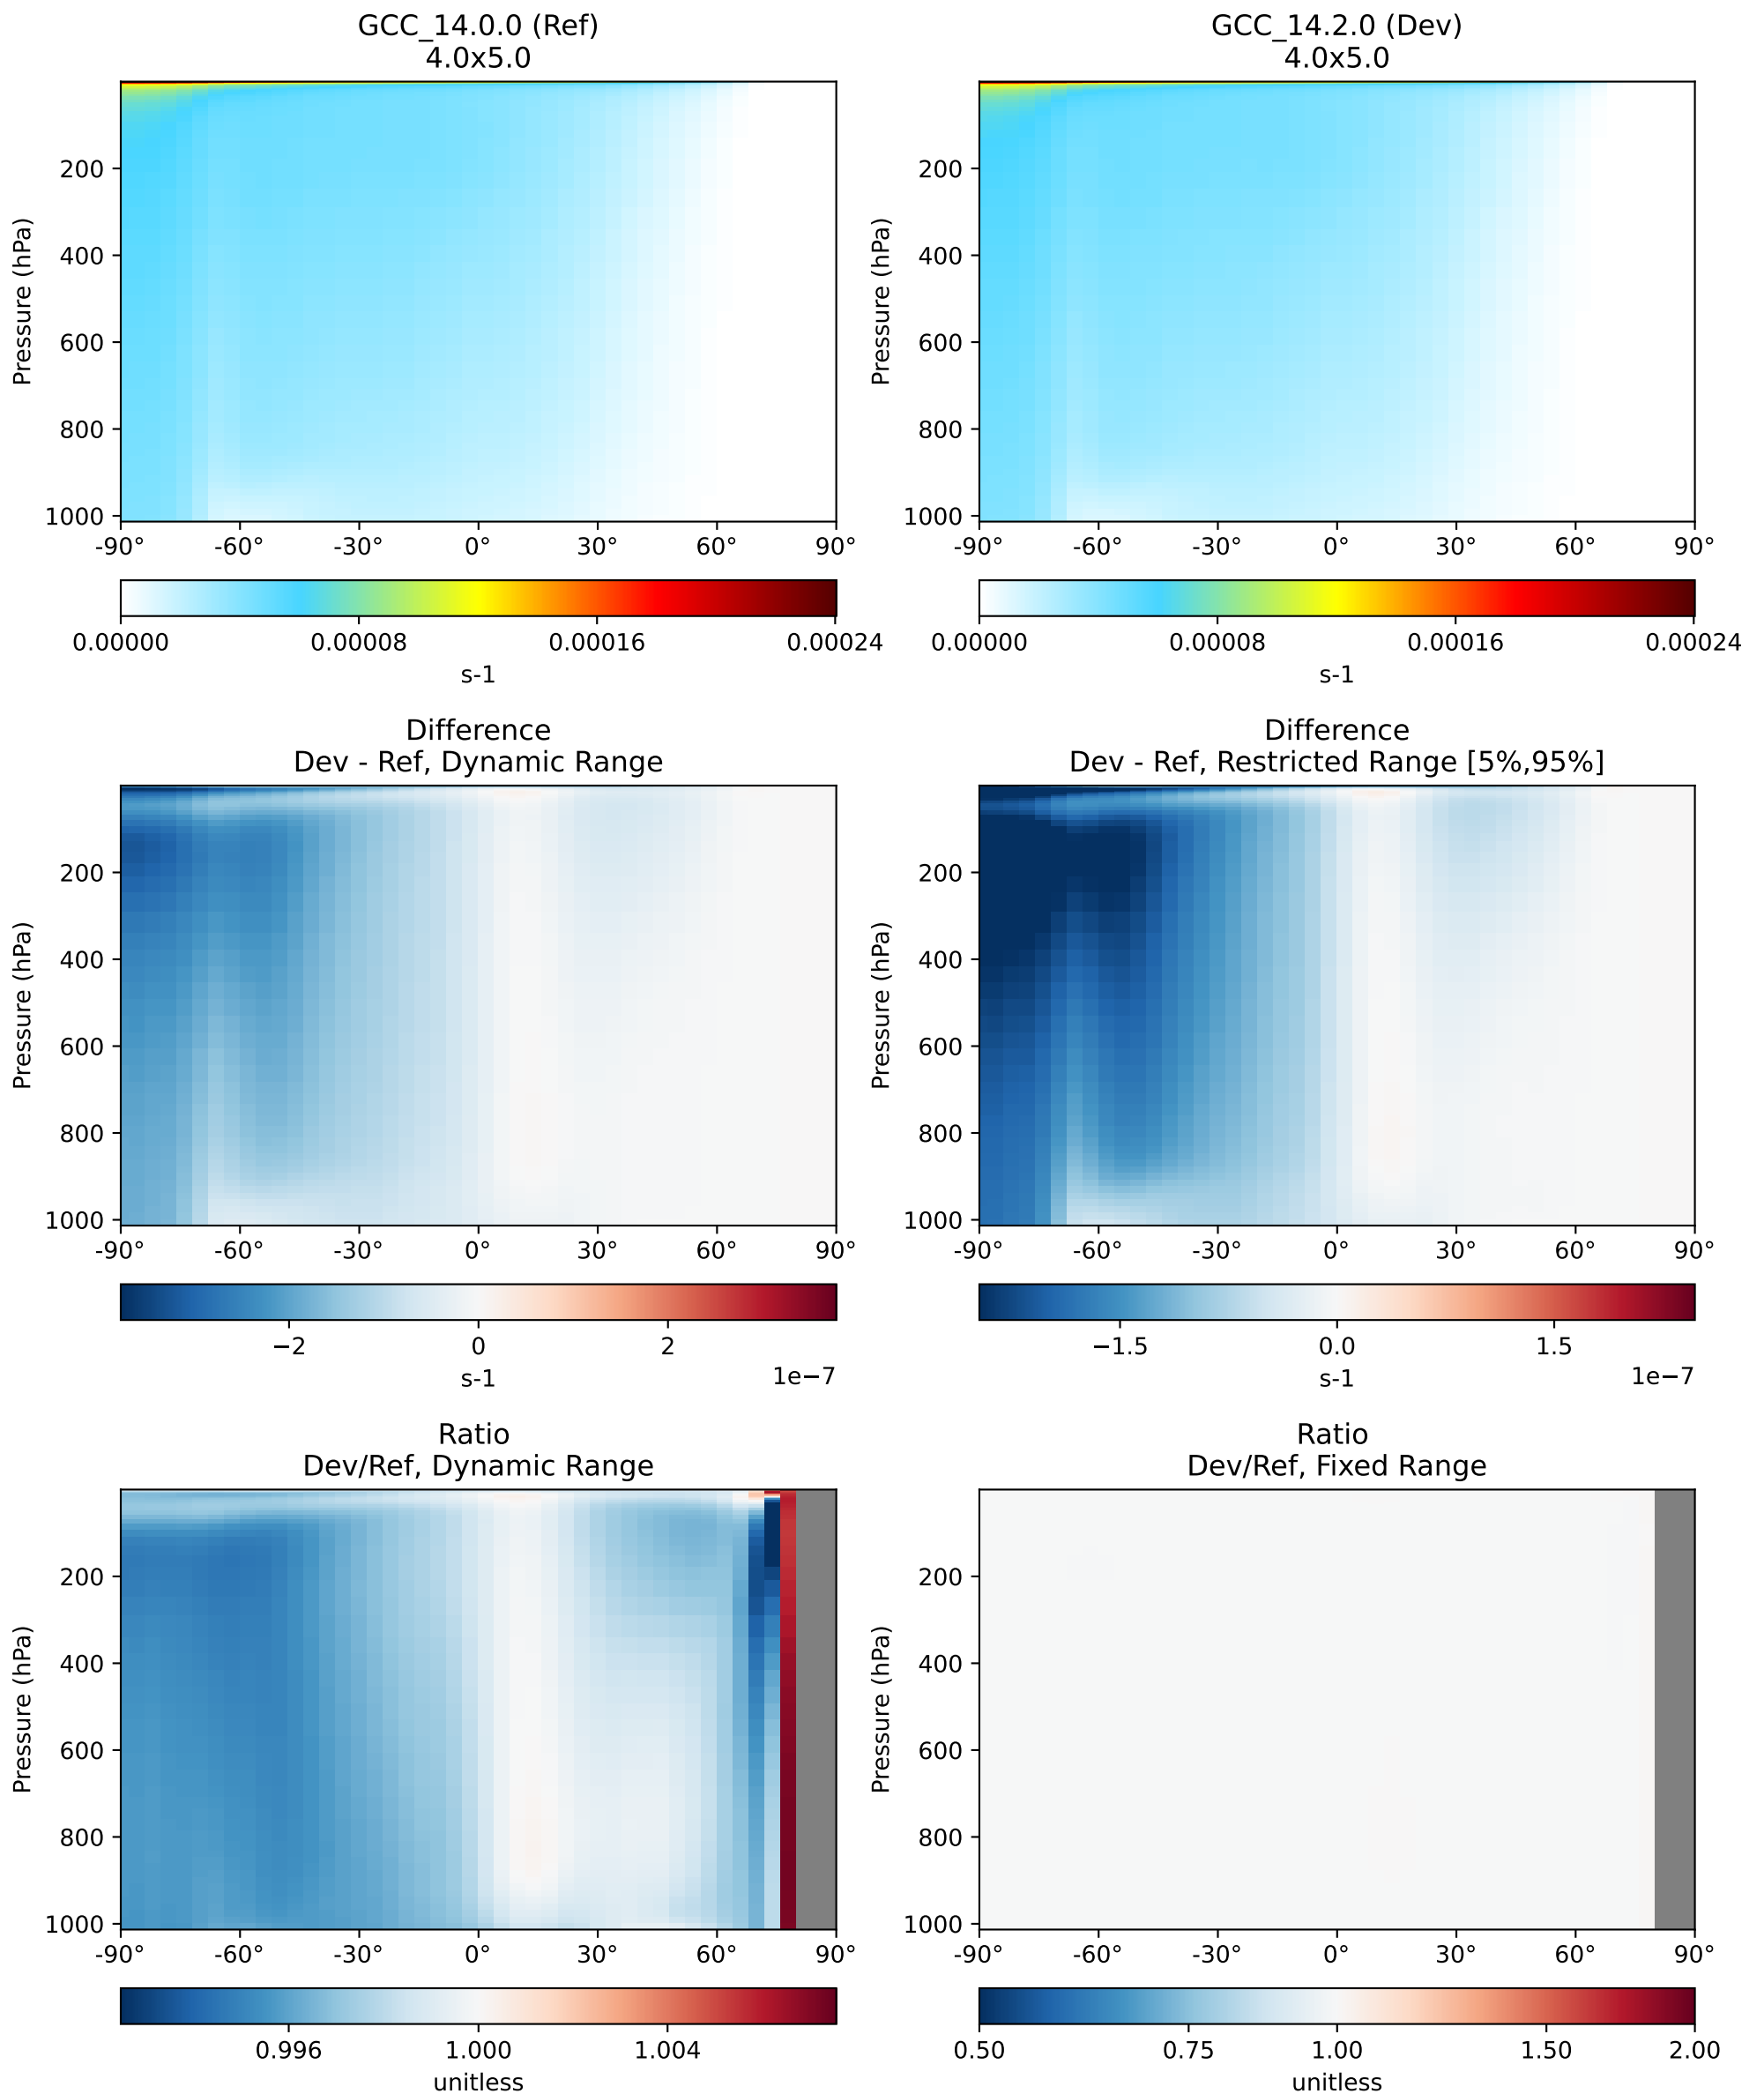 GCC_14.0.0 (Ref)
4.0x5.0
Pressure (hPa)
200
400
600
800
1000
-90° -60° -30° 0° 30° 60° 90°
0.00000 0.00008 0.00016 0.00024
s-1
GCC_14.2.0 (Dev)
4.0x5.0
Pressure (hPa)
200
400
600
800
1000
-90° -60° -30° 0° 30° 60° 90°
0.00000 0.00008 0.00016 0.00024
s-1
Difference
Dev - Ref, Dynamic Range
Pressure (hPa)
200
400
600
800
1000
-90° -60° -30° 0° 30° 60° 90°
−2 0 2
s-1
1e−7
Difference
Dev - Ref, Restricted Range [5%,95%]
Pressure (hPa)
200
400
600
800
1000
-90° -60° -30° 0° 30° 60° 90°
−1.5 0.0 1.5
s-1
1e−7
Ratio
Dev/Ref, Dynamic Range
Pressure (hPa)
200
400
600
800
1000
-90° -60° -30° 0° 30° 60° 90°
0.996 1.000 1.004
unitless
Ratio
Dev/Ref, Fixed Range
Pressure (hPa)
200
400
600
800
1000
-90° -60° -30° 0° 30° 60° 90°
0.50 0.75 1.00 1.50 2.00
unitless